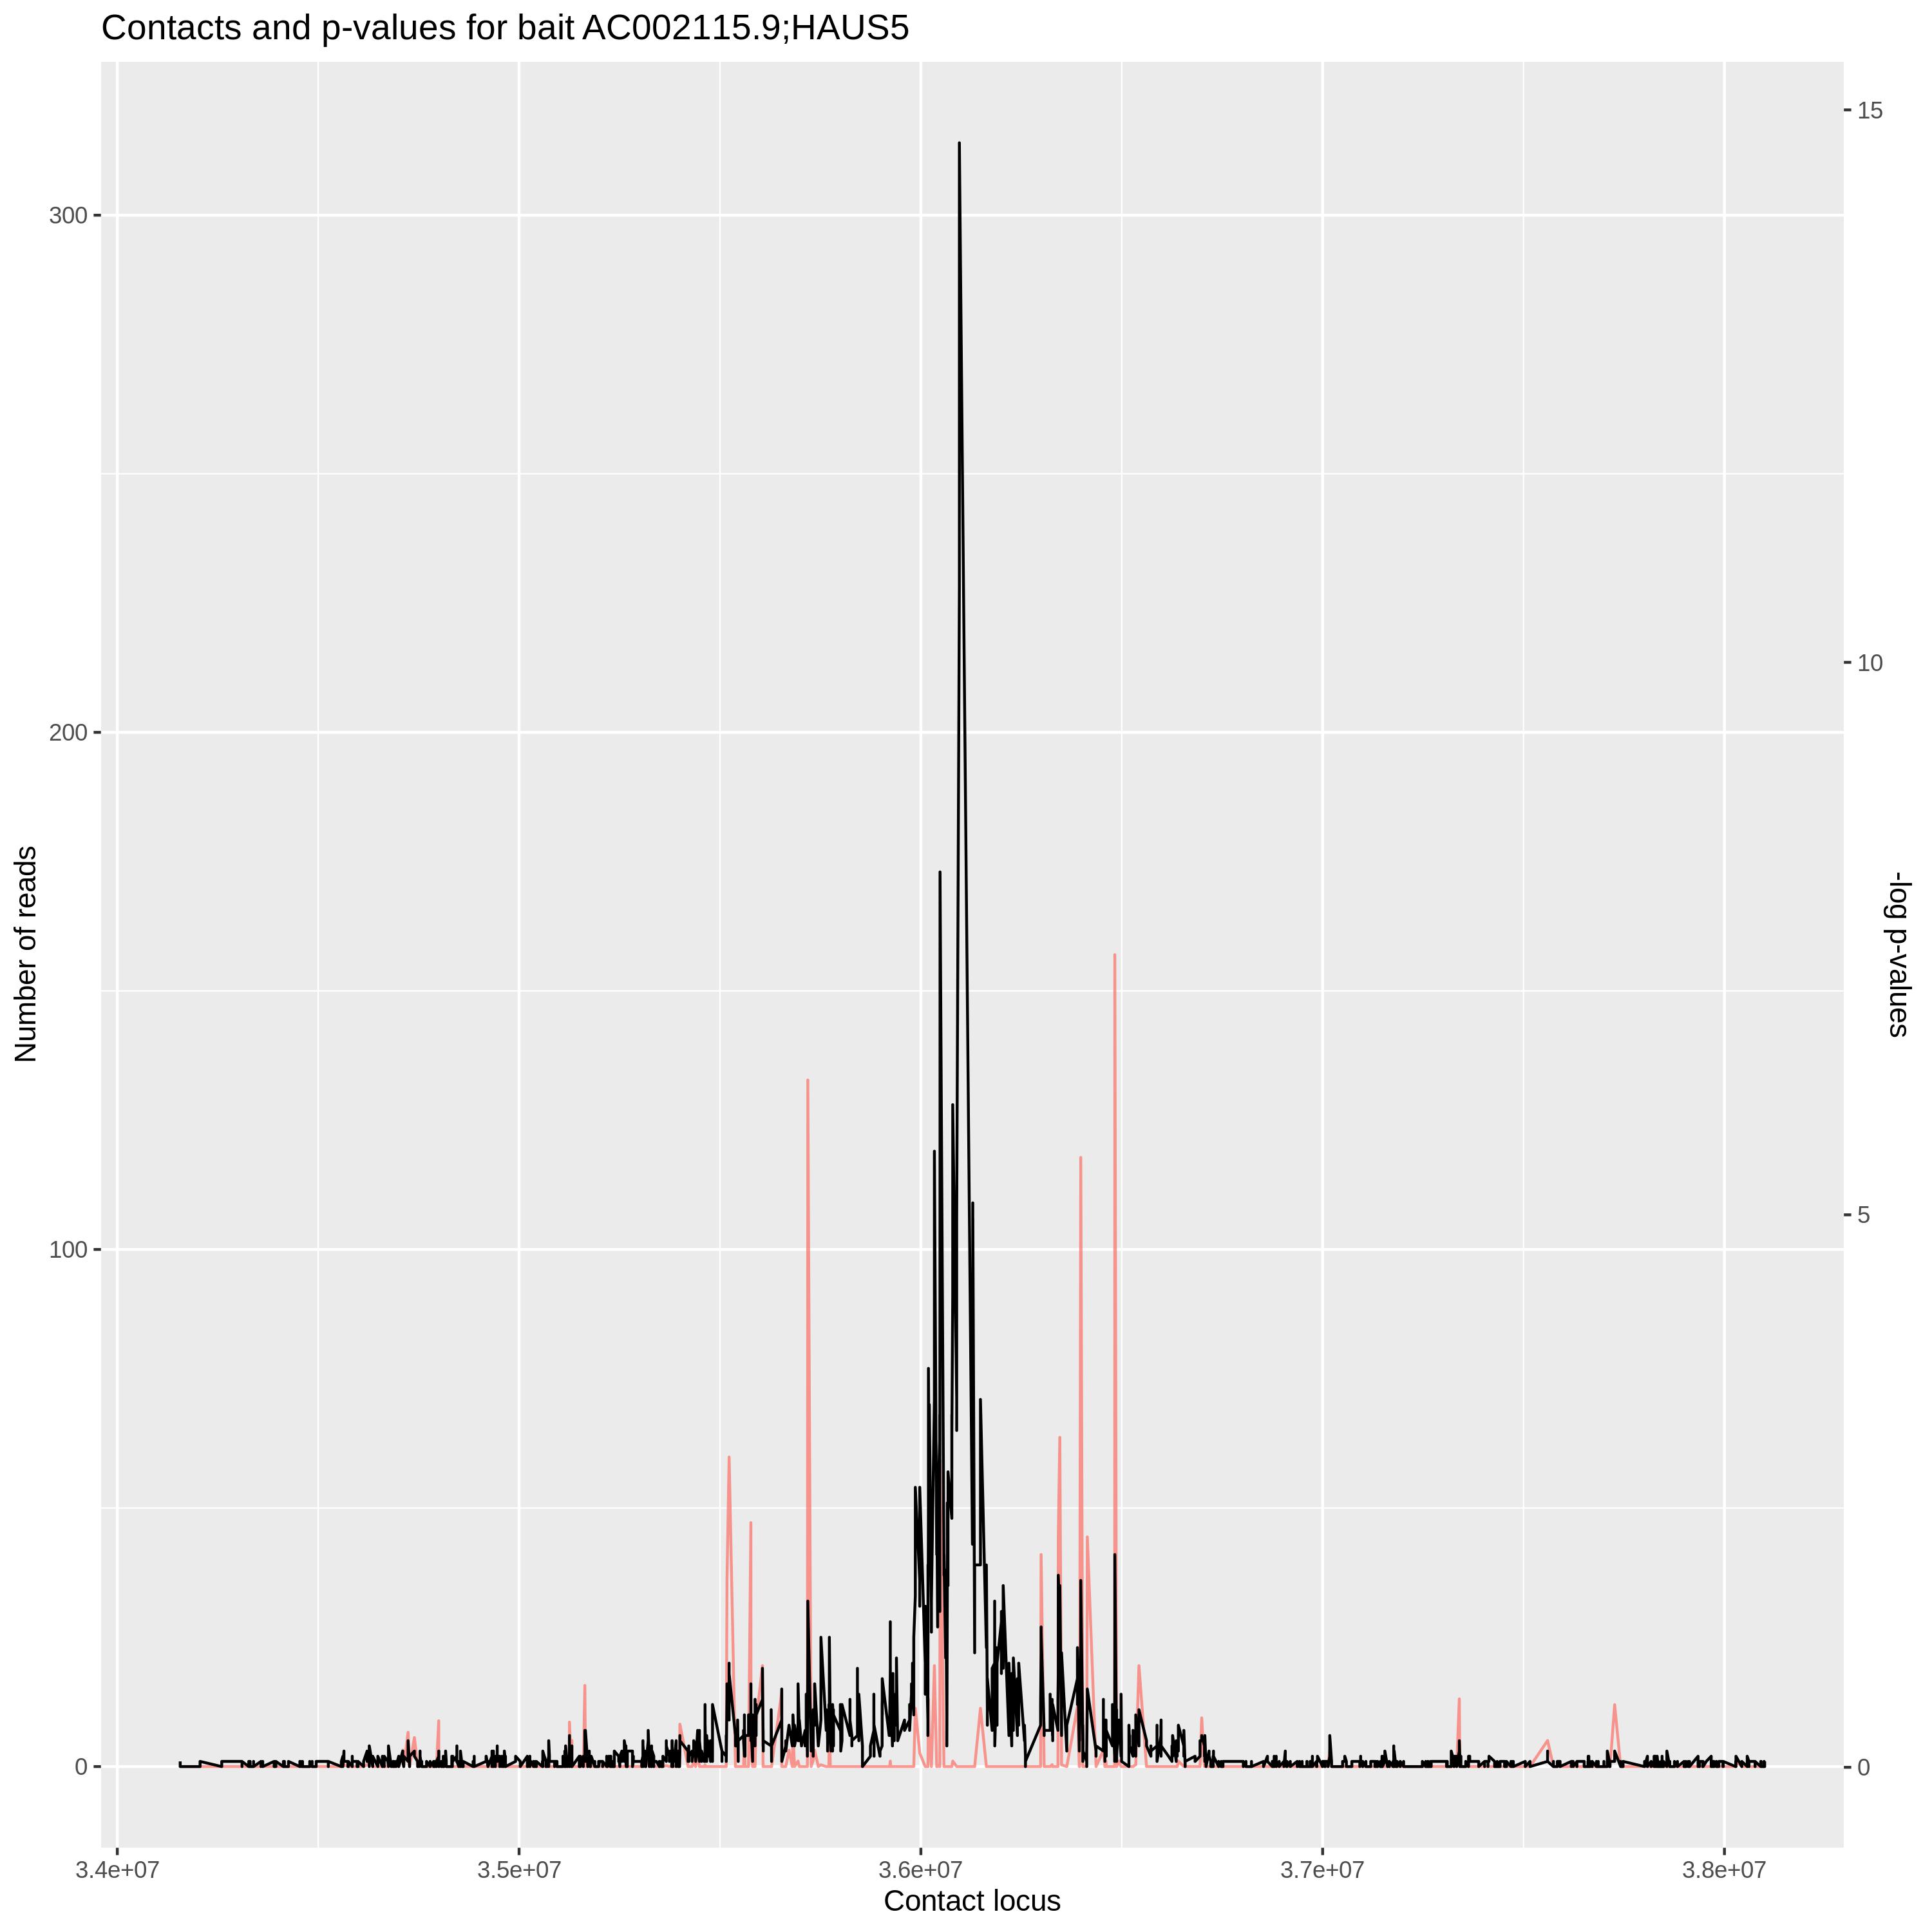 Contacts and p-values for bait AC002115.9;HAUS5
300
200
100
0
15
10
5
0
Number of reads
-log p-values
3.4e+07 3.5e+07 3.6e+07 3.7e+07 3.8e+07
Contact locus